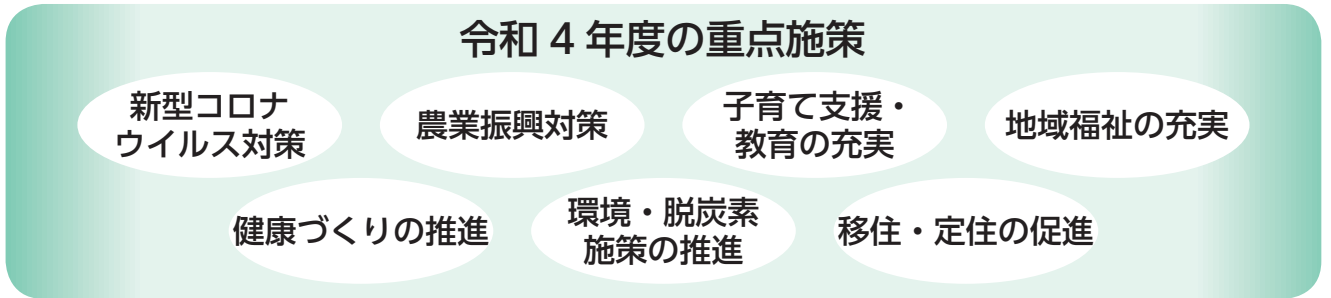 令和４年度の重点施策
新型コロナ
ウイルス対策
農業振興対策
子育て支援・
教育の充実
地域福祉の充実
健康づくりの推進
環境・脱炭素
施策の推進
移住・定住の促進